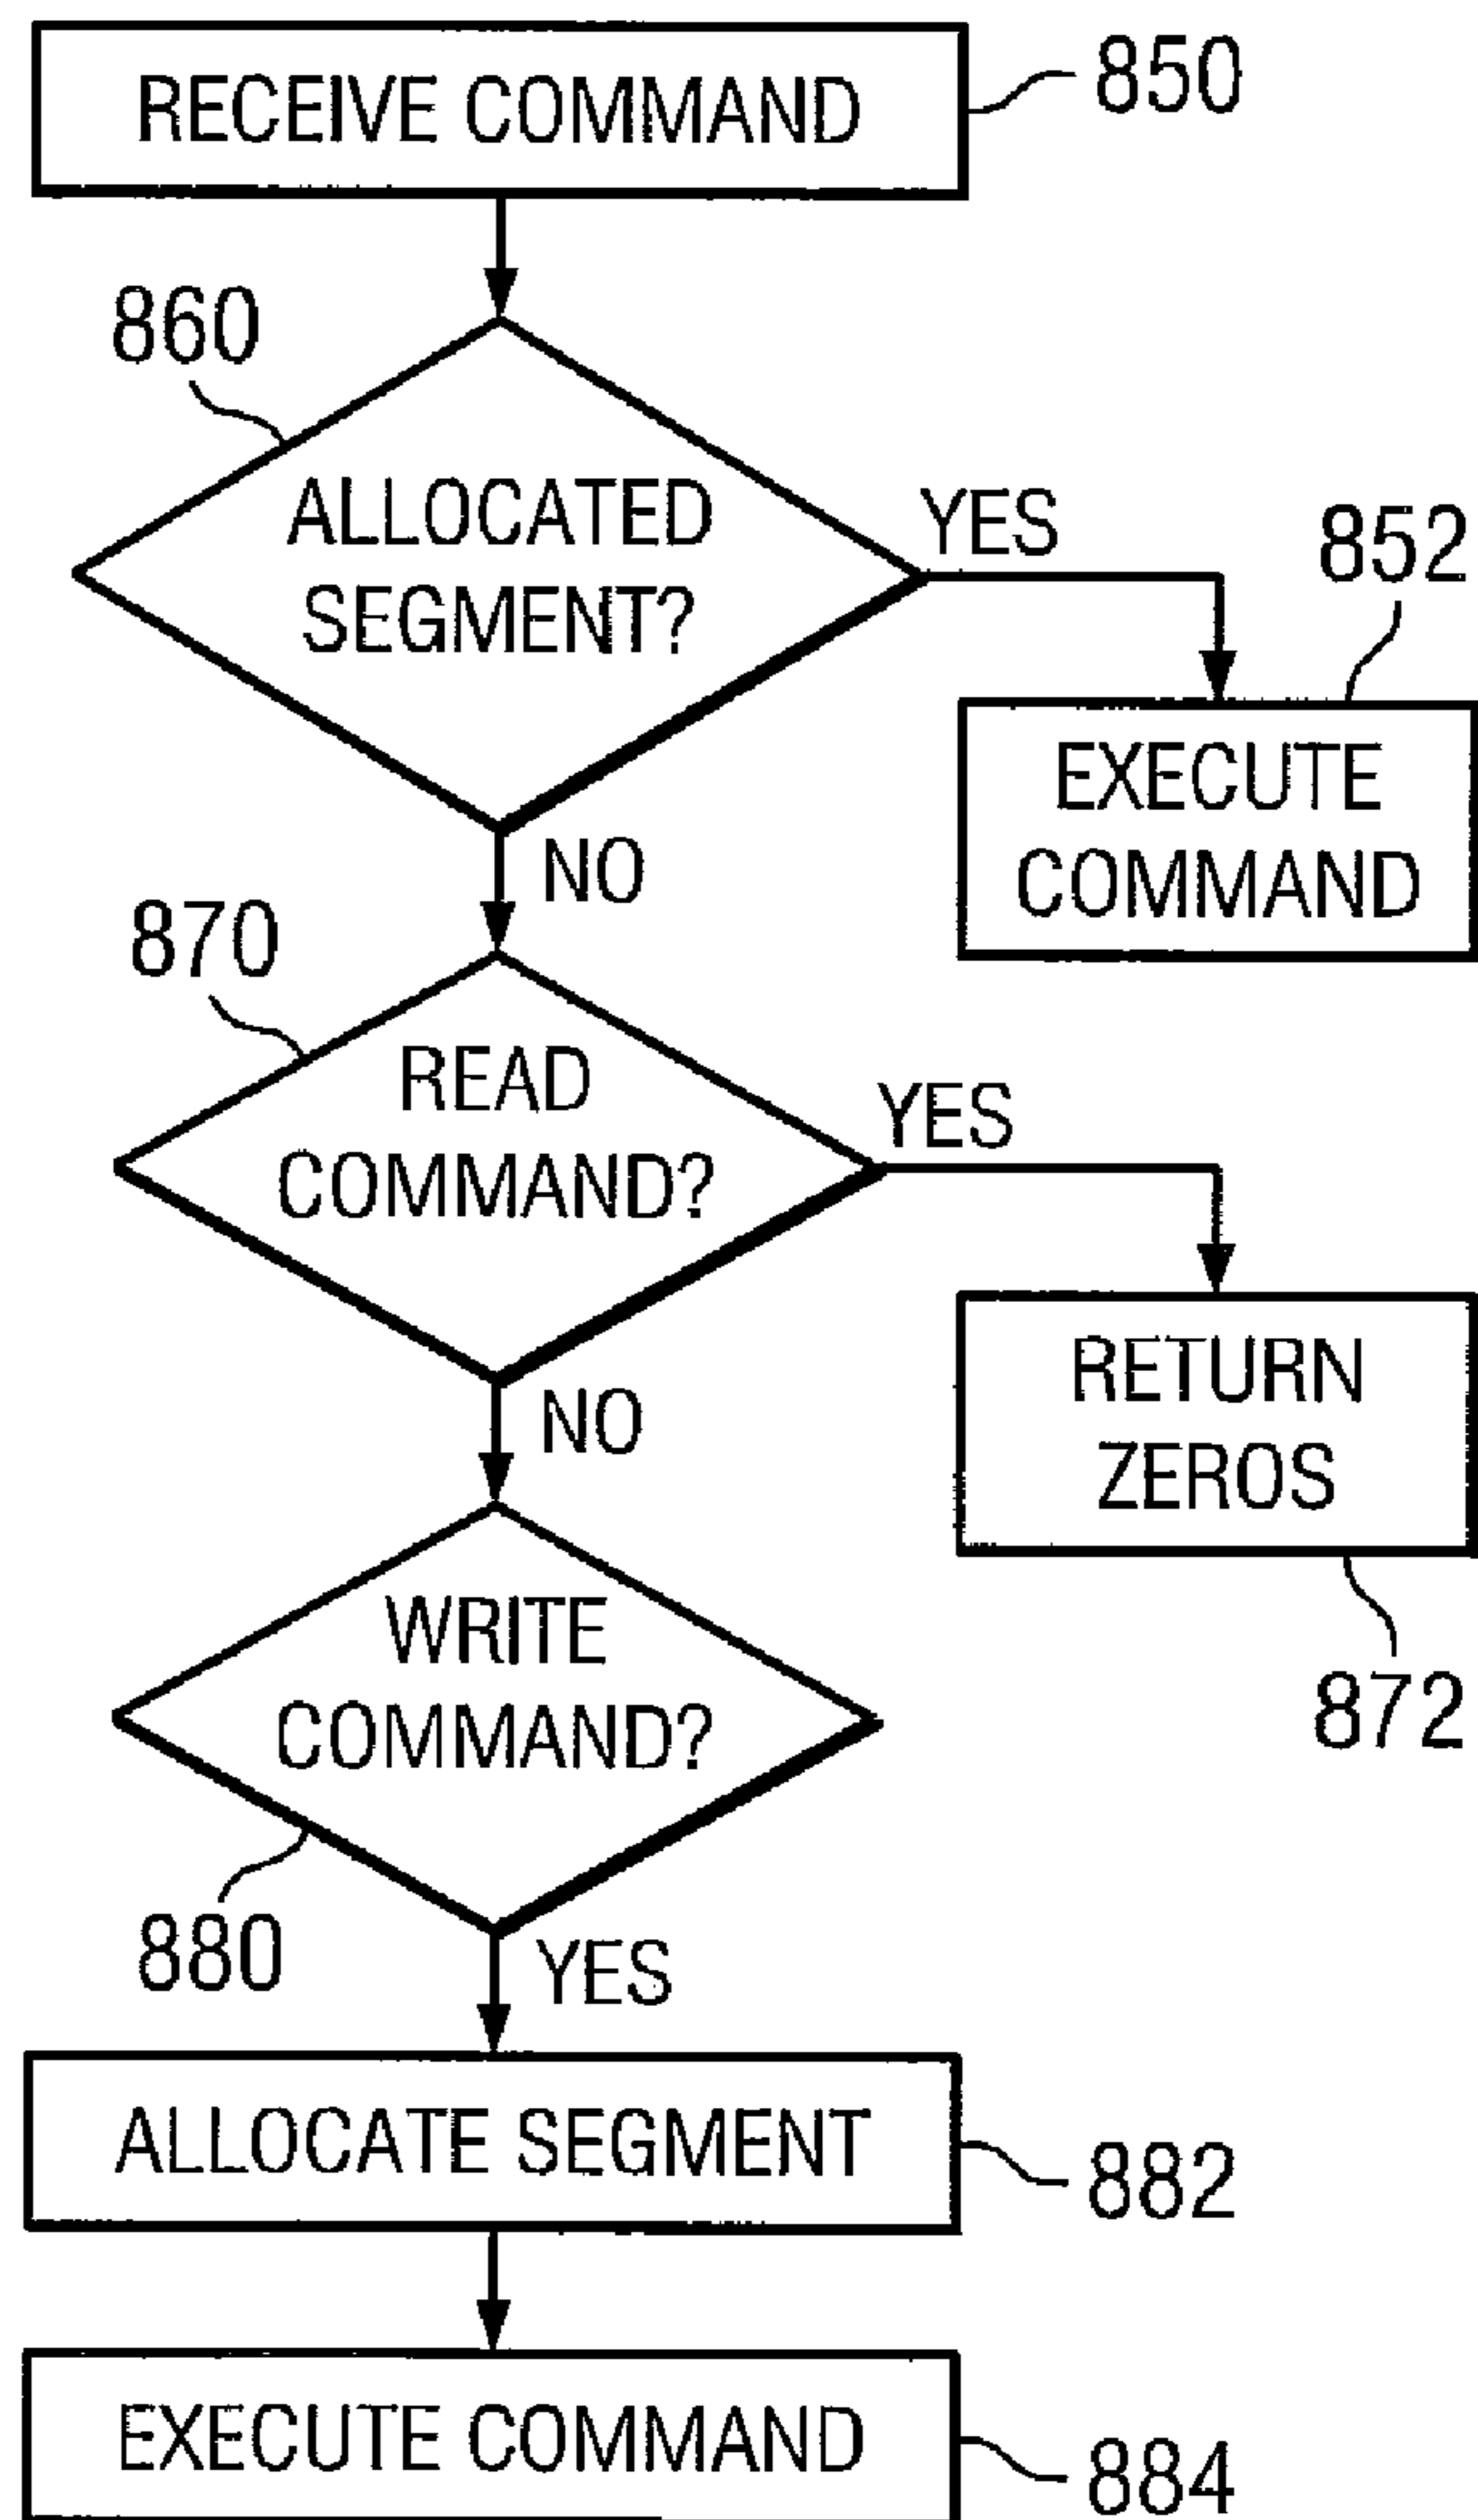 RECEIVE COMMAND
850
860
ALLOCATED
SEGMENT?
YES
852
EXECUTE
COMMAND
NO
870
READ
COMMAND?
YES
RETURN
ZEROS
872
NO
WRITE
COMMAND?
880
YES
ALLOCATE SEGMENT
882
EXECUTE COMMAND
884